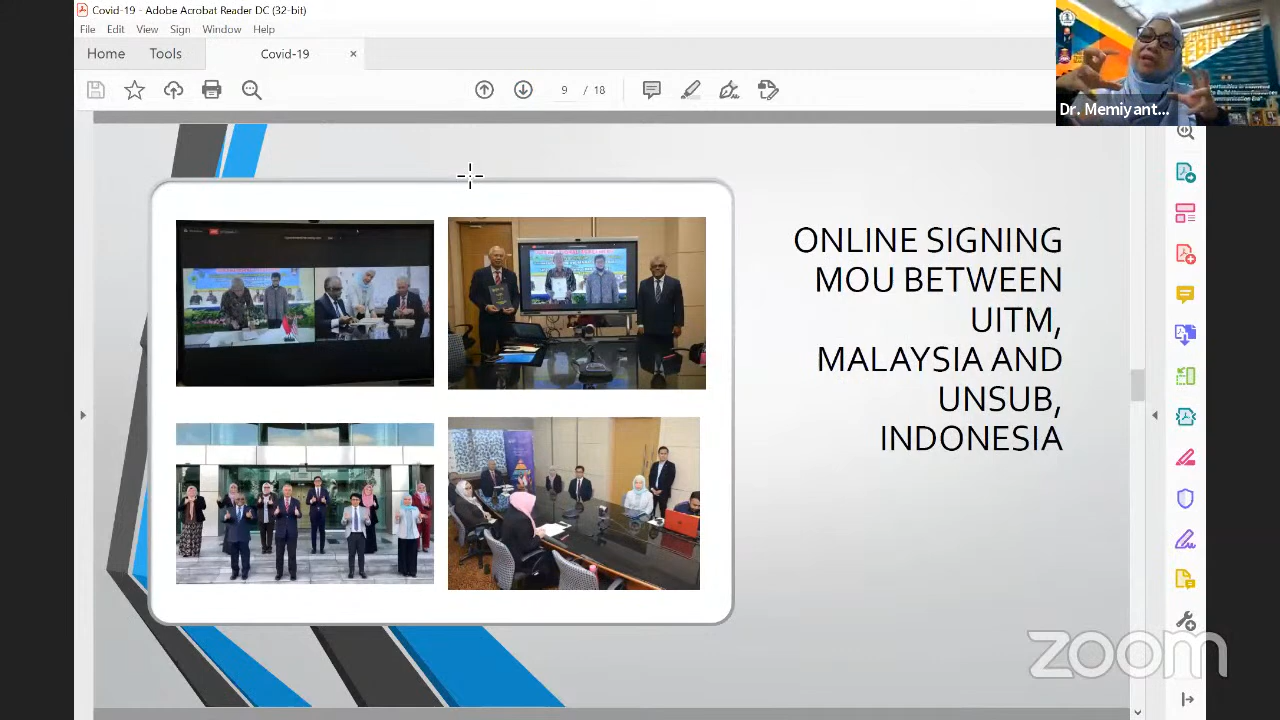 Covid-19 - Adobe Acrobat Reader DC (32-bit)
File Edit View Sign Window Help
Home Tools Covid-19 ×
9 / 18
Dr. Memiyant...
ONLINE SIGNING
MOU BETWEEN
UITM,
MALAYSIA AND
UNSUB,
INDONESIA
zoom